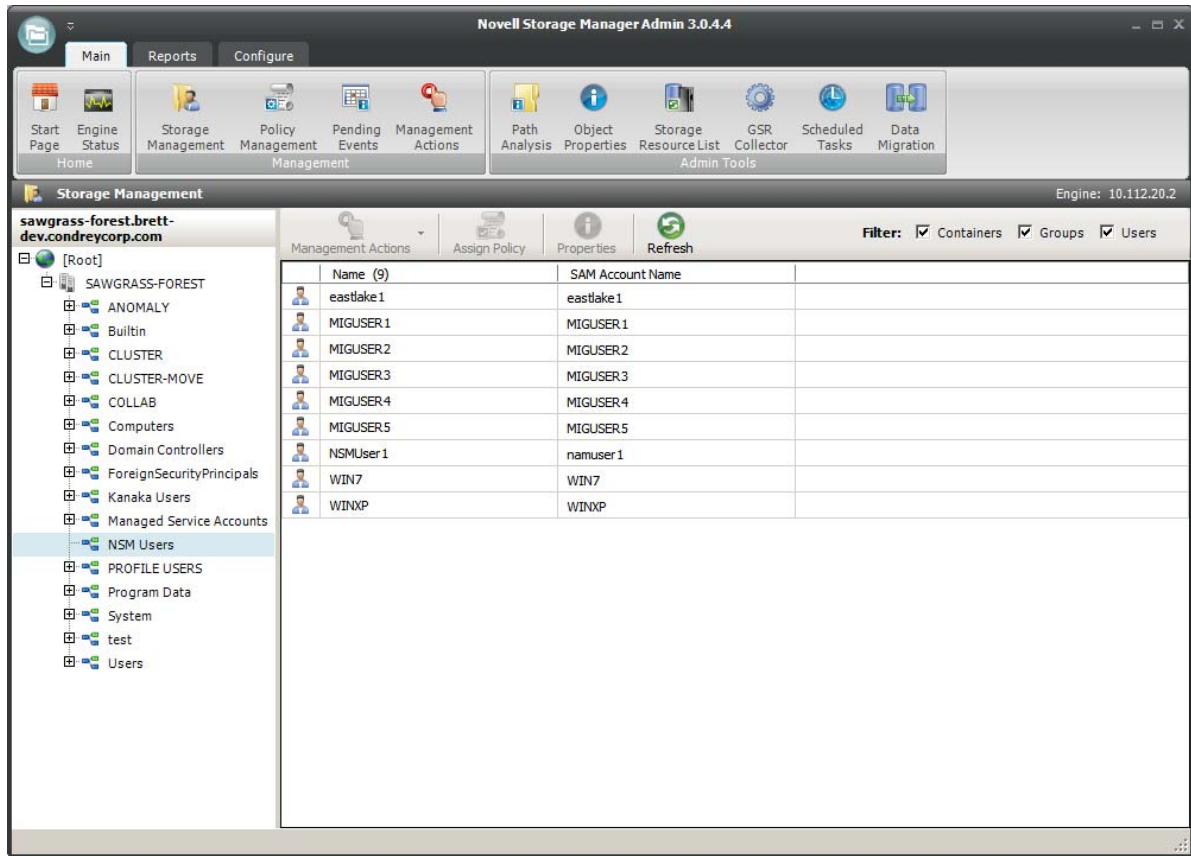 Novell Storage Manager Admin 3.0.4.4
Main Reports Configure
Start Page
Engine Status
Storage Management
Policy Management
Pending Events
Management Actions
Path Analysis
Object Properties
Storage Resource List
GSR Collector
Scheduled Tasks
Data Migration
Home Management Admin Tools
Storage Management Engine: 10.112.20.2
sawgrass-forest.brett-
dev.condreycorp.com
[Root]
SAWGRASS-FOREST
ANOMALY
Builtin
CLUSTER
CLUSTER-MOVE
COLLAB
Computers
Domain Controllers
ForeignSecurityPrincipals
Kanaka Users
Managed Service Accounts
NSM Users
PROFILE USERS
Program Data
System
test
Users
Management Actions Assign Policy Properties Refresh Filter: Containers Groups Users
Name (9) SAM Account Name
eastlake1 eastlake1
MIGUSER1 MIGUSER1
MIGUSER2 MIGUSER2
MIGUSER3 MIGUSER3
MIGUSER4 MIGUSER4
MIGUSER5 MIGUSER5
NSMUser1 namuser1
WIN7 WIN7
WINXP WINXP